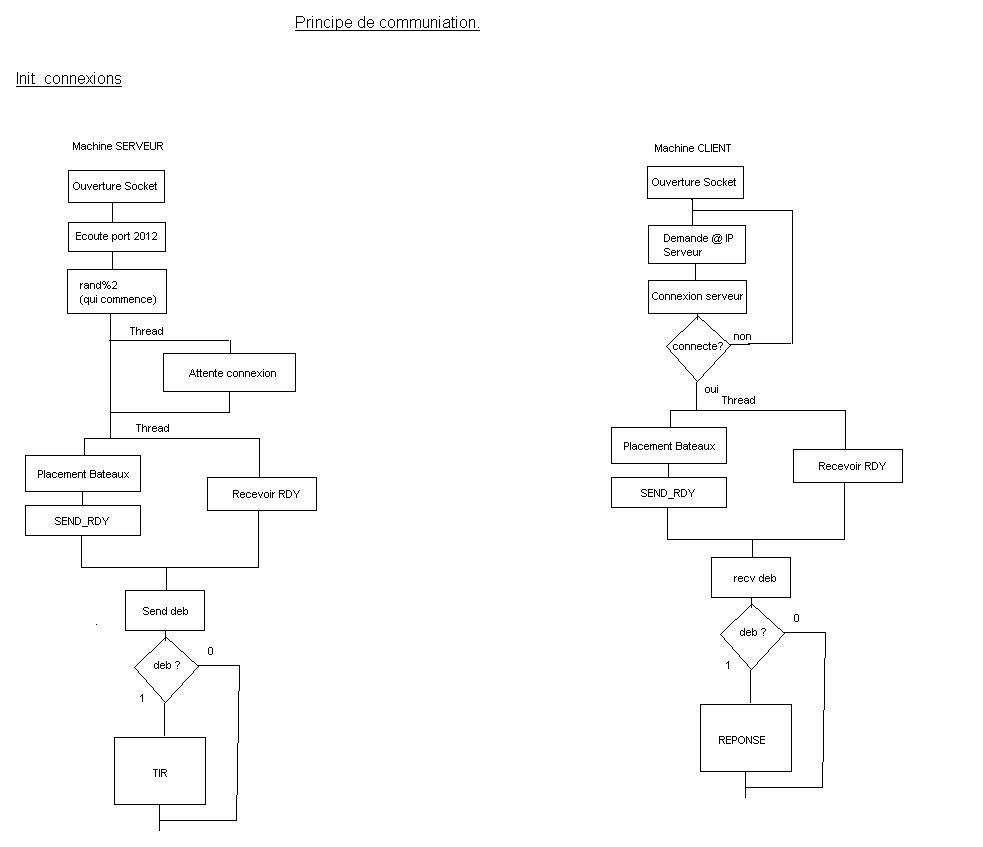 Principe de communiation.
Init connexions
Machine SERVEUR
Ouverture Socket
Ecoute port 2012
rand%2
(qui commence)
Thread
Attente connexion
Thread
Placement Bateaux
Recevoir RDY
SEND_RDY
Send deb
deb ?
0
1
TIR
Machine CLIENT
Ouverture Socket
Demande @ IP
Serveur
Connexion serveur
connecte?
non
oui
Thread
Placement Bateaux
Recevoir RDY
SEND_RDY
recv deb
deb ?
0
1
REPONSE